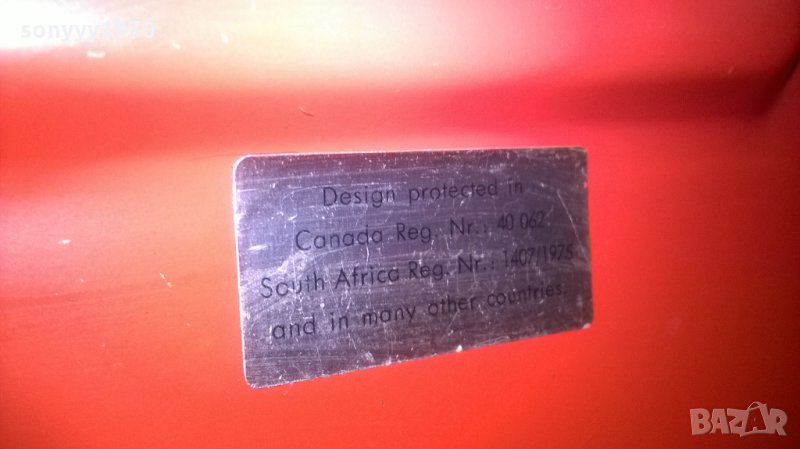 sonyyy1970
Design protected in
Canada Reg. Nr.: 40 062.
South Africa Reg. Nr.: 1407/1975
and in many other countries.
BAZAR